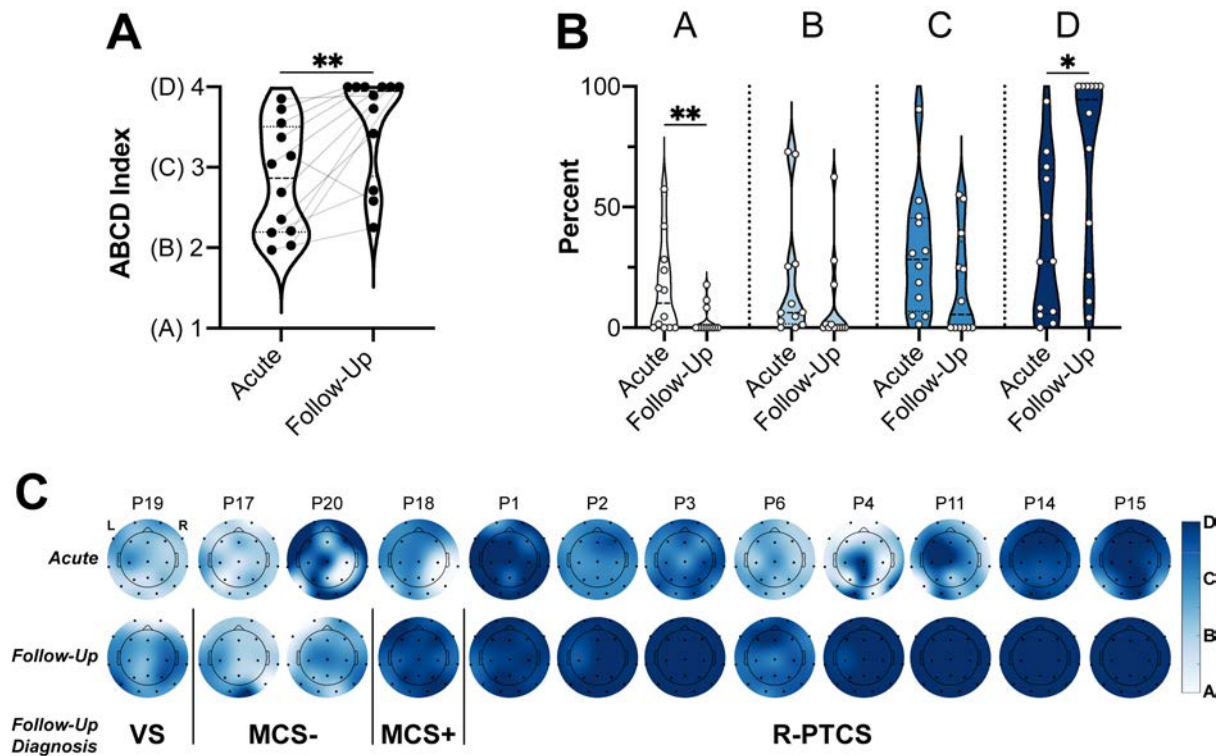 A
**
(D) 4
(C) 3
(B) 2
(A) 1
ABCD Index
Acute
Follow-Up
B
A B C D
** *
100
50
0
Percent
Acute Follow-Up Acute Follow-Up Acute Follow-Up Acute Follow-Up
C
P19 P17 P20 P18 P1 P2 P3 P6 P4 P11 P14 P15
L R
Acute
Follow-Up
D
C
B
A
Follow-Up
Diagnosis
VS MCS- MCS+ R-PTCS